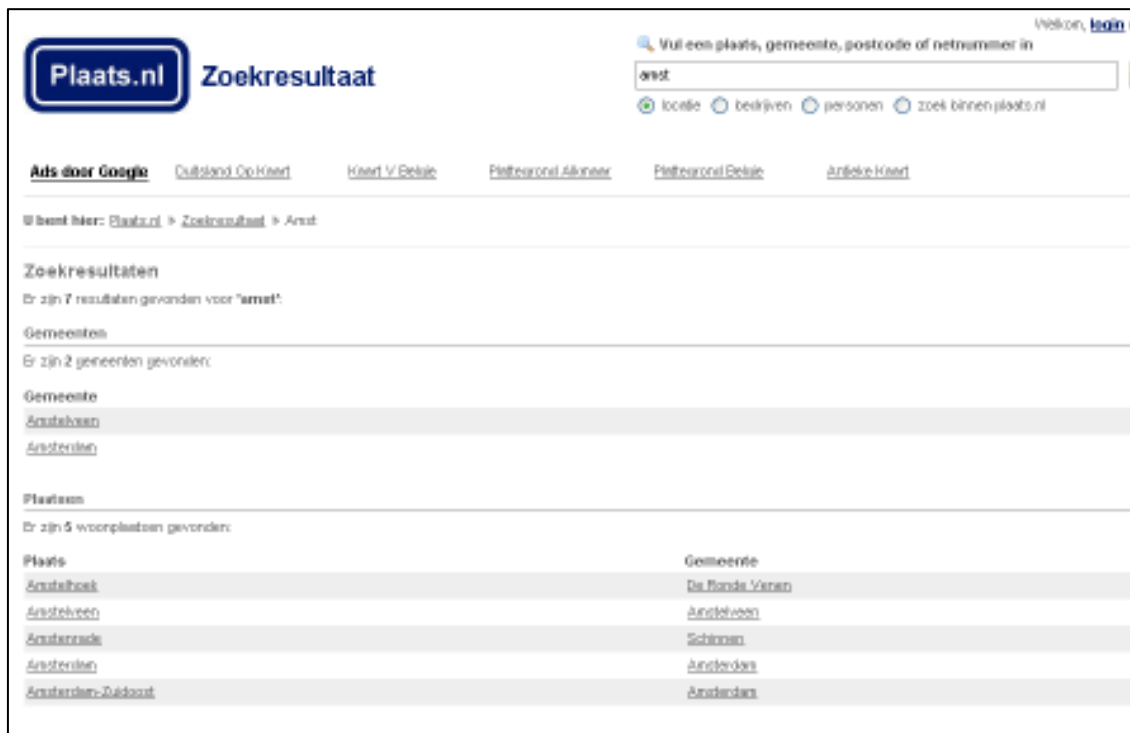 Welkom, login
Plaats.nl
Zoekresultaat
Vul een plaats, gemeente, postcode of netnummer in
amst
locatie bedrijven personen zoek binnen plaats.nl
Ads door Google Duitsland Op Kaart Kaart V Belgie Plattegrond Alkmaar Plattegrond Belgie Antieke Kaart
U bent hier: Plaats.nl » Zoekresultaat » Amst
Zoekresultaten
Er zijn 7 resultaten gevonden voor 'amst':
Gemeenten
Er zijn 2 gemeenten gevonden:
Gemeente
Amstelveen
Amsterdam
Plaatsen
Er zijn 5 woonplaatsen gevonden:
Plaats Gemeente
Amstelhoek De Ronde Venen
Amstelveen Amstelveen
Amstenrade Schinnen
Amsterdam Amsterdam
Amsterdam-Zuidoost Amsterdam